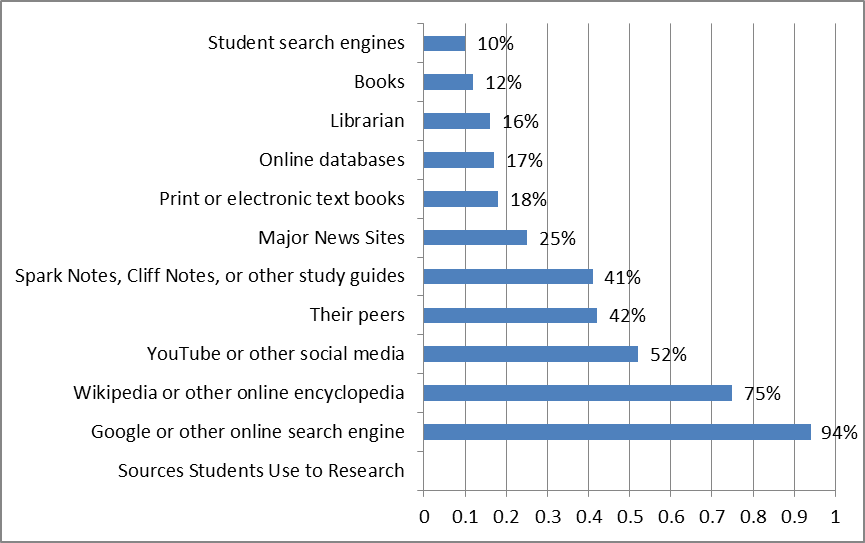 Student search engines 10%
Books 12%
Librarian 16%
Online databases 17%
Print or electronic text books 18%
Major News Sites 25%
Spark Notes, Cliff Notes, or other study guides 41%
Their peers 42%
YouTube or other social media 52%
Wikipedia or other online encyclopedia 75%
Google or other online search engine 94%
Sources Students Use to Research
0 0.1 0.2 0.3 0.4 0.5 0.6 0.7 0.8 0.9 1